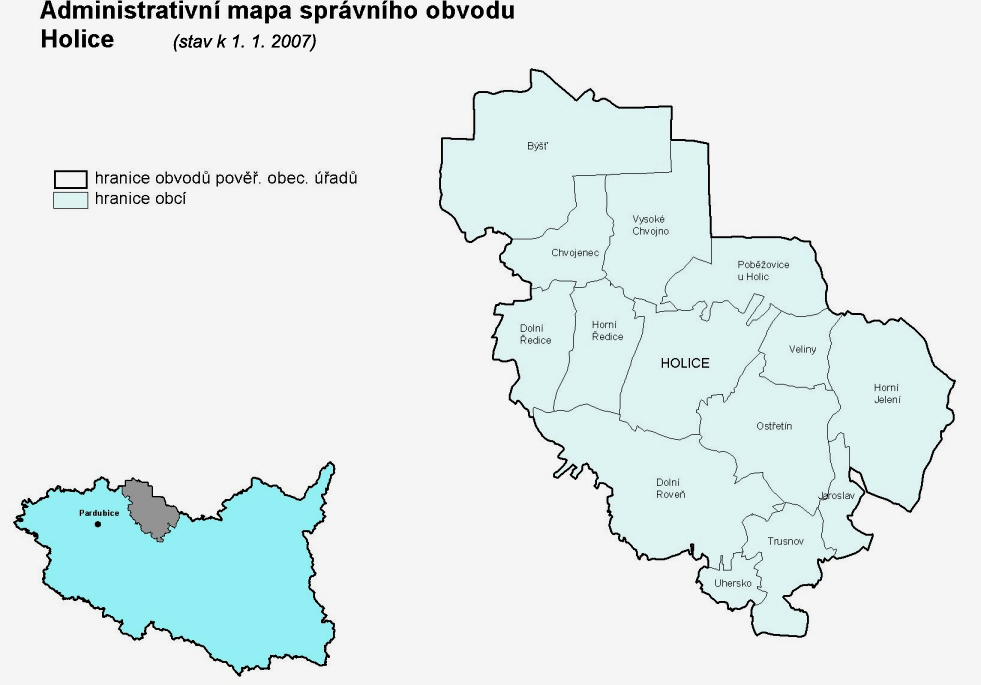 Administrativní mapa správního obvodu
Holice (stav k 1. 1. 2007)
hranice obvodů pověř. obec. úřadů
hranice obcí
Býšť
Vysoké
Chvojno
Chvojenec
Poběžovice
u Holic
Dolní
Ředice
Horní
Ředice
HOLICE
Veliny
Horní
Jelení
Ostřetín
Dolní
Roveň
Jaroslav
Trusnov
Uhersko
Pardubice